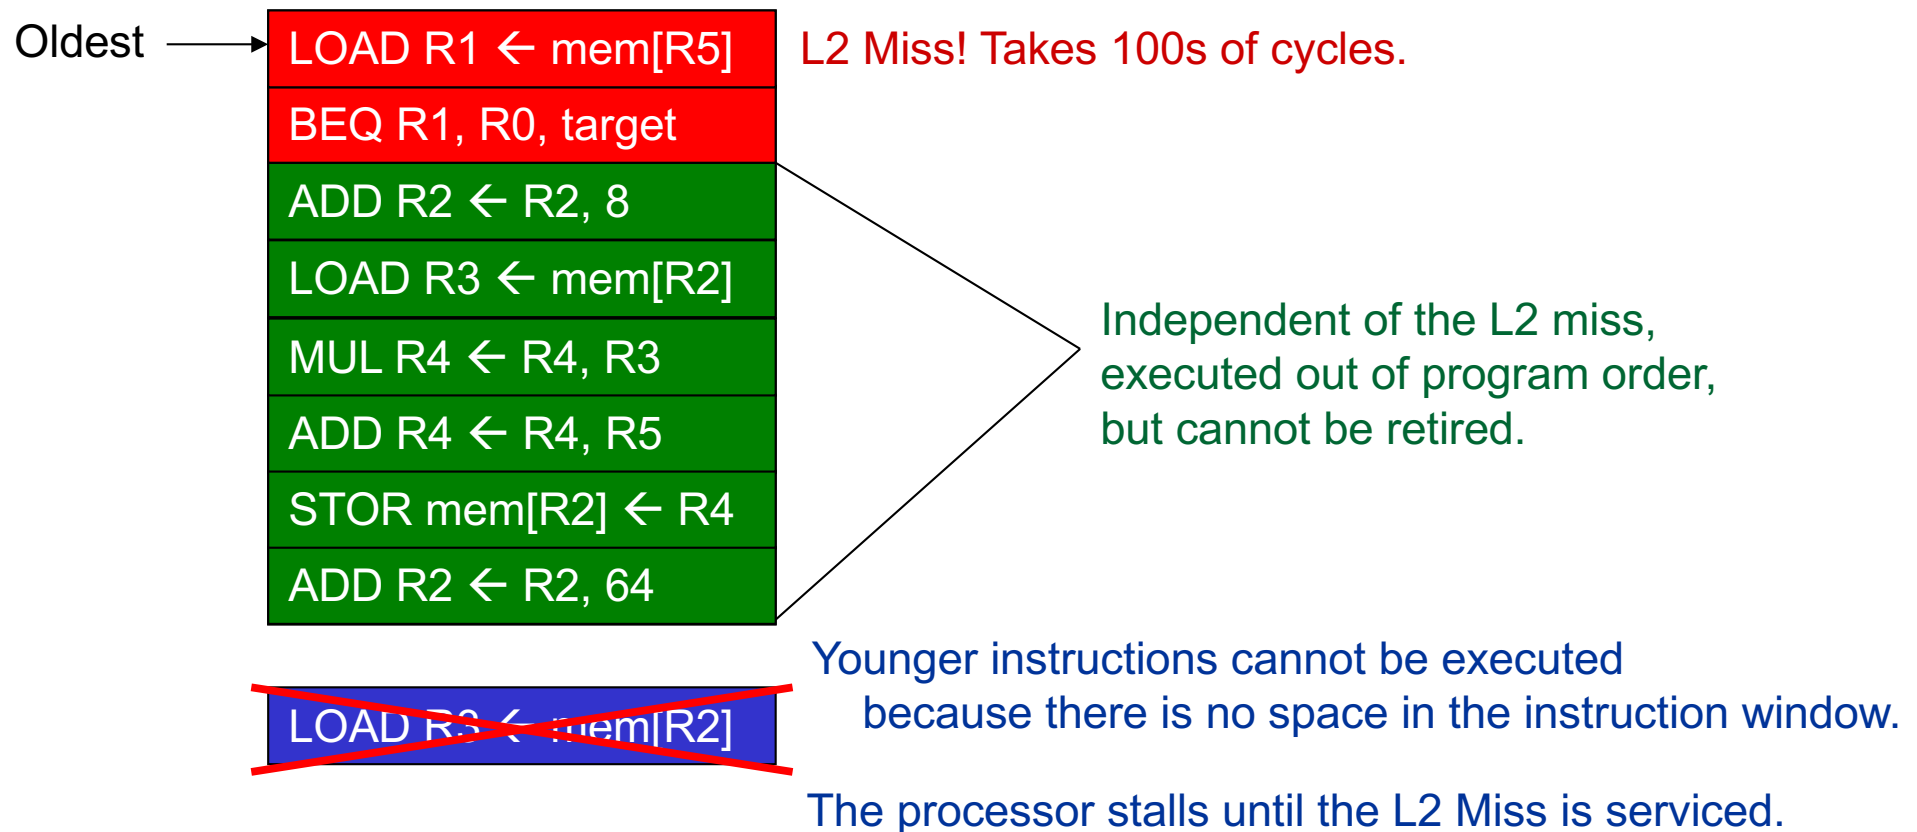 Oldest
LOAD R1 ← mem[R5]
L2 Miss! Takes 100s of cycles.
BEQ R1, R0, target
ADD R2 ← R2, 8
LOAD R3 ← mem[R2]
MUL R4 ← R4, R3
ADD R4 ← R4, R5
STOR mem[R2] ← R4
ADD R2 ← R2, 64
Independent of the L2 miss,
executed out of program order,
but cannot be retired.
LOAD R3 ← mem[R2]
Younger instructions cannot be executed
because there is no space in the instruction window.
The processor stalls until the L2 Miss is serviced.